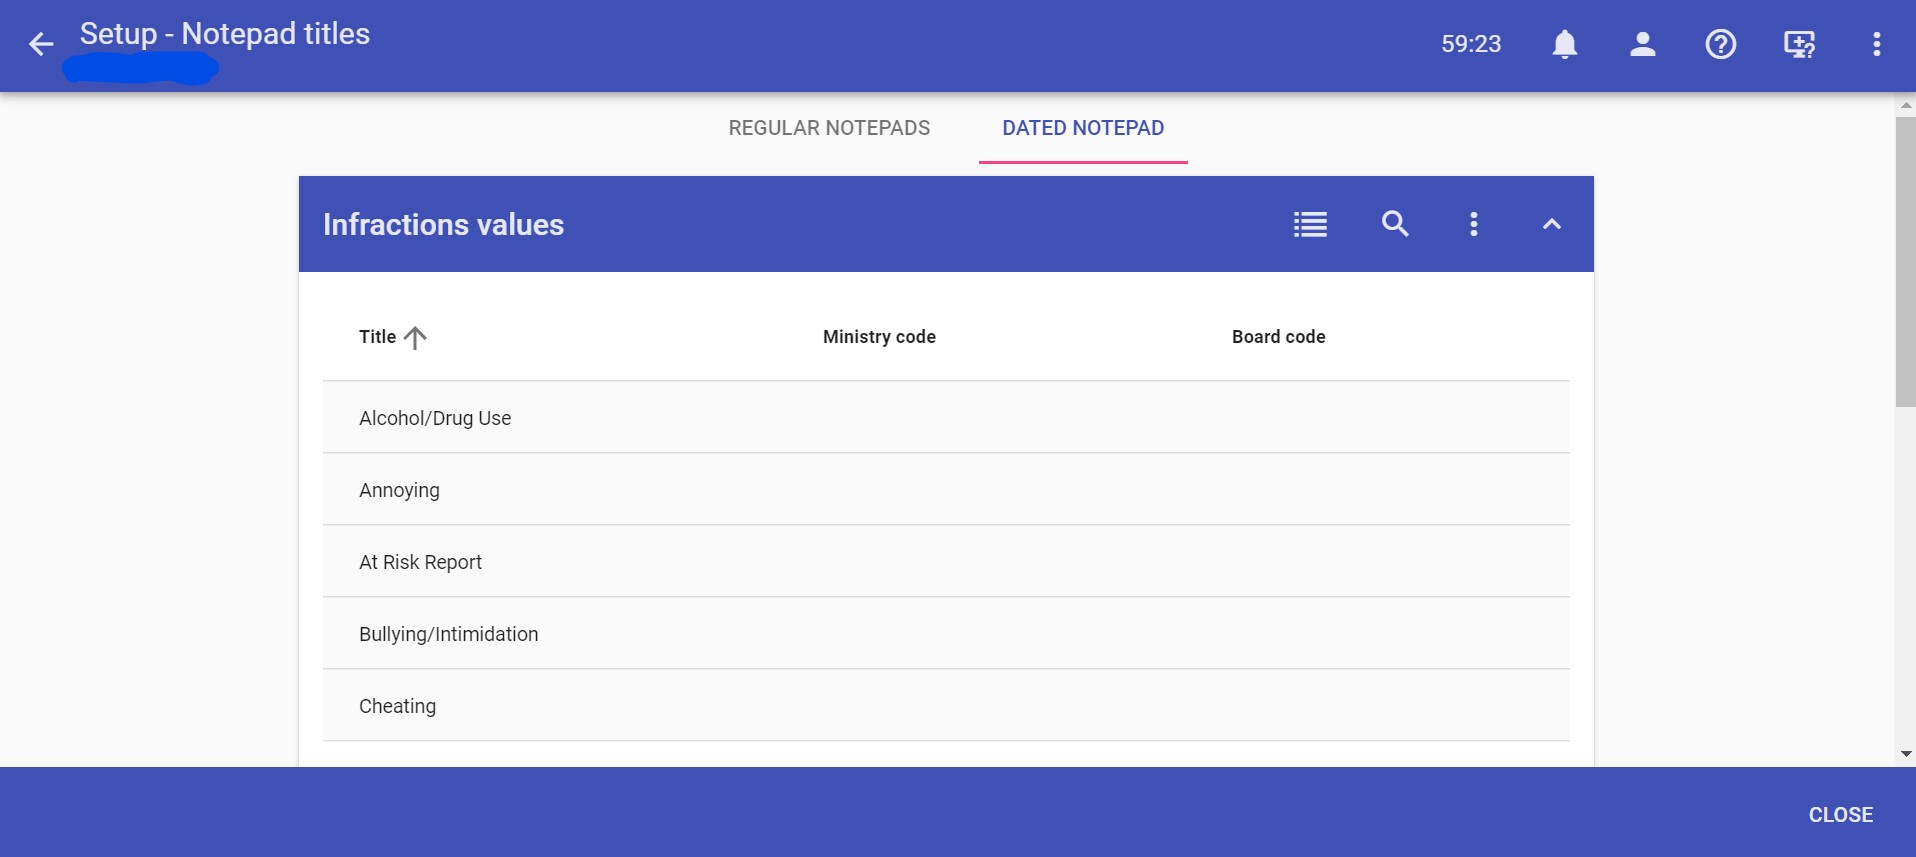 Setup - Notepad titles
59:23
REGULAR NOTEPADS DATED NOTEPAD
Infractions values
Title Ministry code Board code
Alcohol/Drug Use
Annoying
At Risk Report
Bullying/Intimidation
Cheating
CLOSE